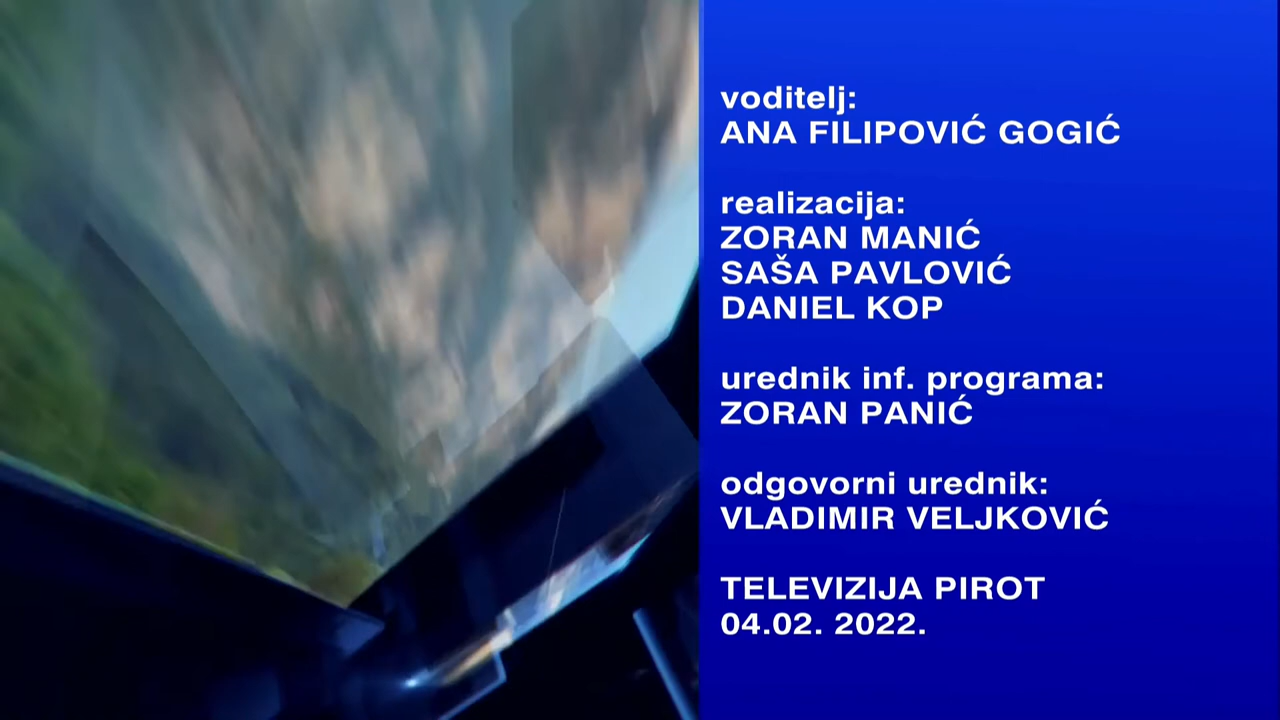 voditelj:
ANA FILIPOVIĆ GOGIĆ
realizacija:
ZORAN MANIĆ
SAŠA PAVLOVIĆ
DANIEL KOP
urednik inf. programa:
ZORAN PANIĆ
odgovorni urednik:
VLADIMIR VELJKOVIĆ
TELEVIZIJA PIROT
04.02. 2022.